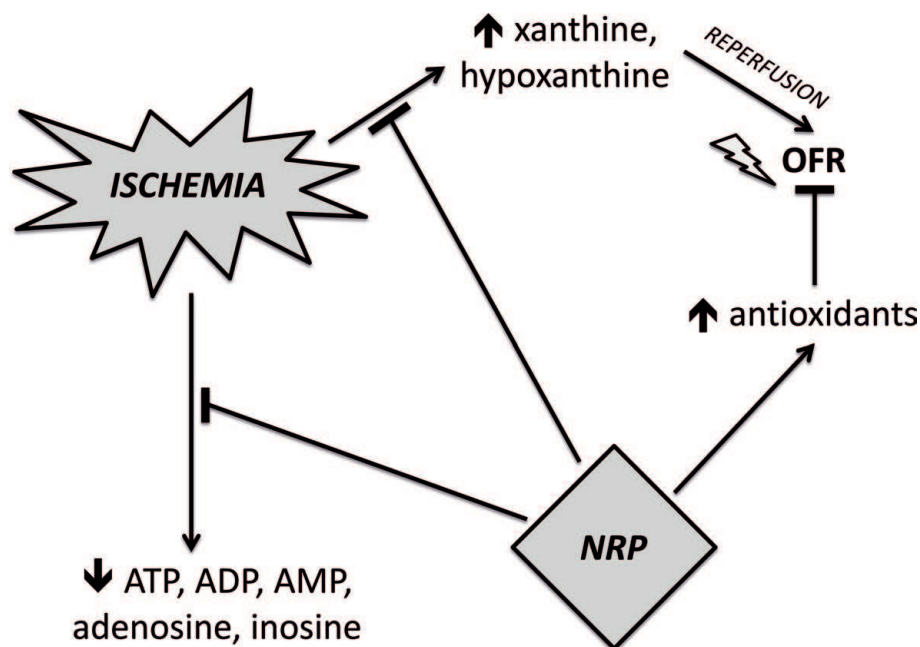 🡅 xanthine,
hypoxanthine
REPERFUSION
OFR
ISCHEMIA
🡅 antioxidants
NRP
🡇 ATP, ADP, AMP,
adenosine, inosine